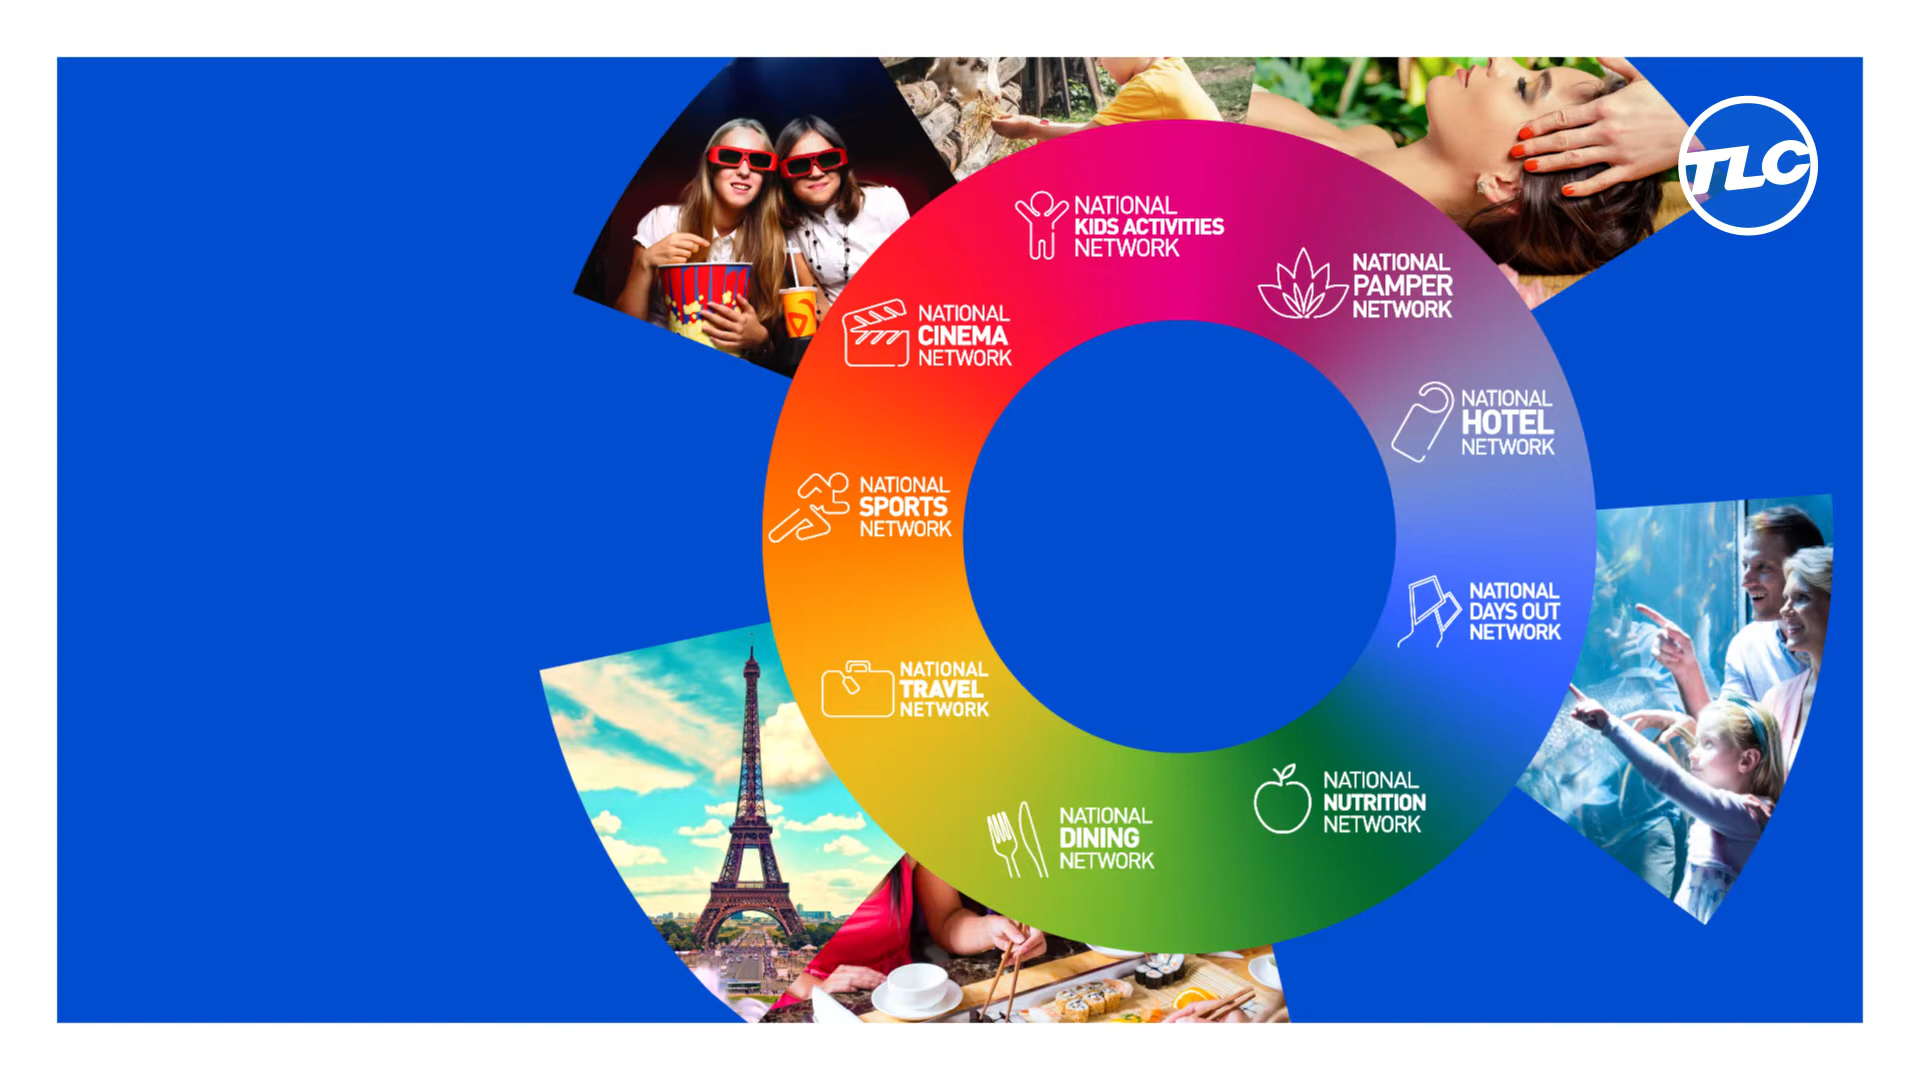 TLC
NATIONAL
KIDS ACTIVITIES
NETWORK
NATIONAL
PAMPER
NETWORK
NATIONAL
CINEMA
NETWORK
NATIONAL
HOTEL
NETWORK
NATIONAL
SPORTS
NETWORK
NATIONAL
DAYS OUT
NETWORK
NATIONAL
TRAVEL
NETWORK
NATIONAL
NUTRITION
NETWORK
NATIONAL
DINING
NETWORK